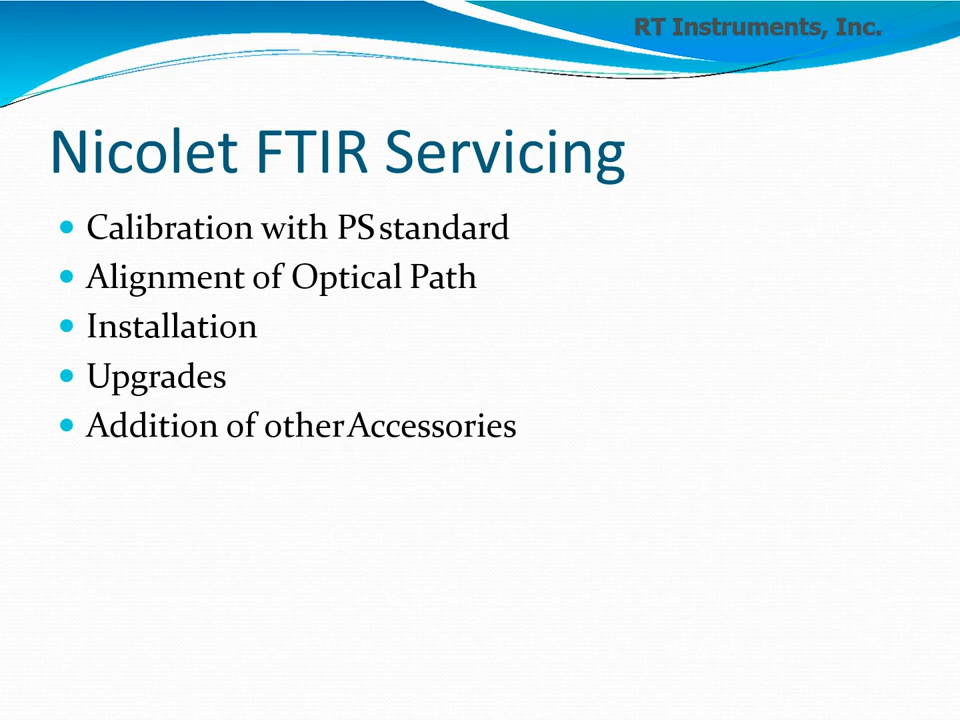 RT Instruments, Inc.
Nicolet FTIR Servicing
Calibration with PS standard
Alignment of Optical Path
Installation
Upgrades
Addition of other Accessories